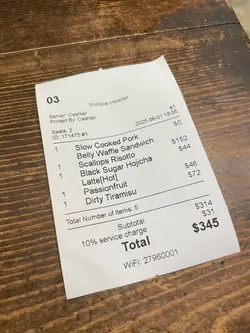 03
Invoice Header
Server: Cashier #1
Printed By: Cashier 2025-06-01 18:05
Seats: 2
ID: 171475 #1
1 Slow Cooked Pork $0
Belly Waffle Sandwich
1 Scallops Risotto $152
1 Black Sugar Hojicha $44
Latte[Hot]
1 Passionfruit $46
1 Dirty Tiramisu $72
Total Number of Items: 5
Subtotal $314
10% service charge $31
Total $345
WiFi: 27960001